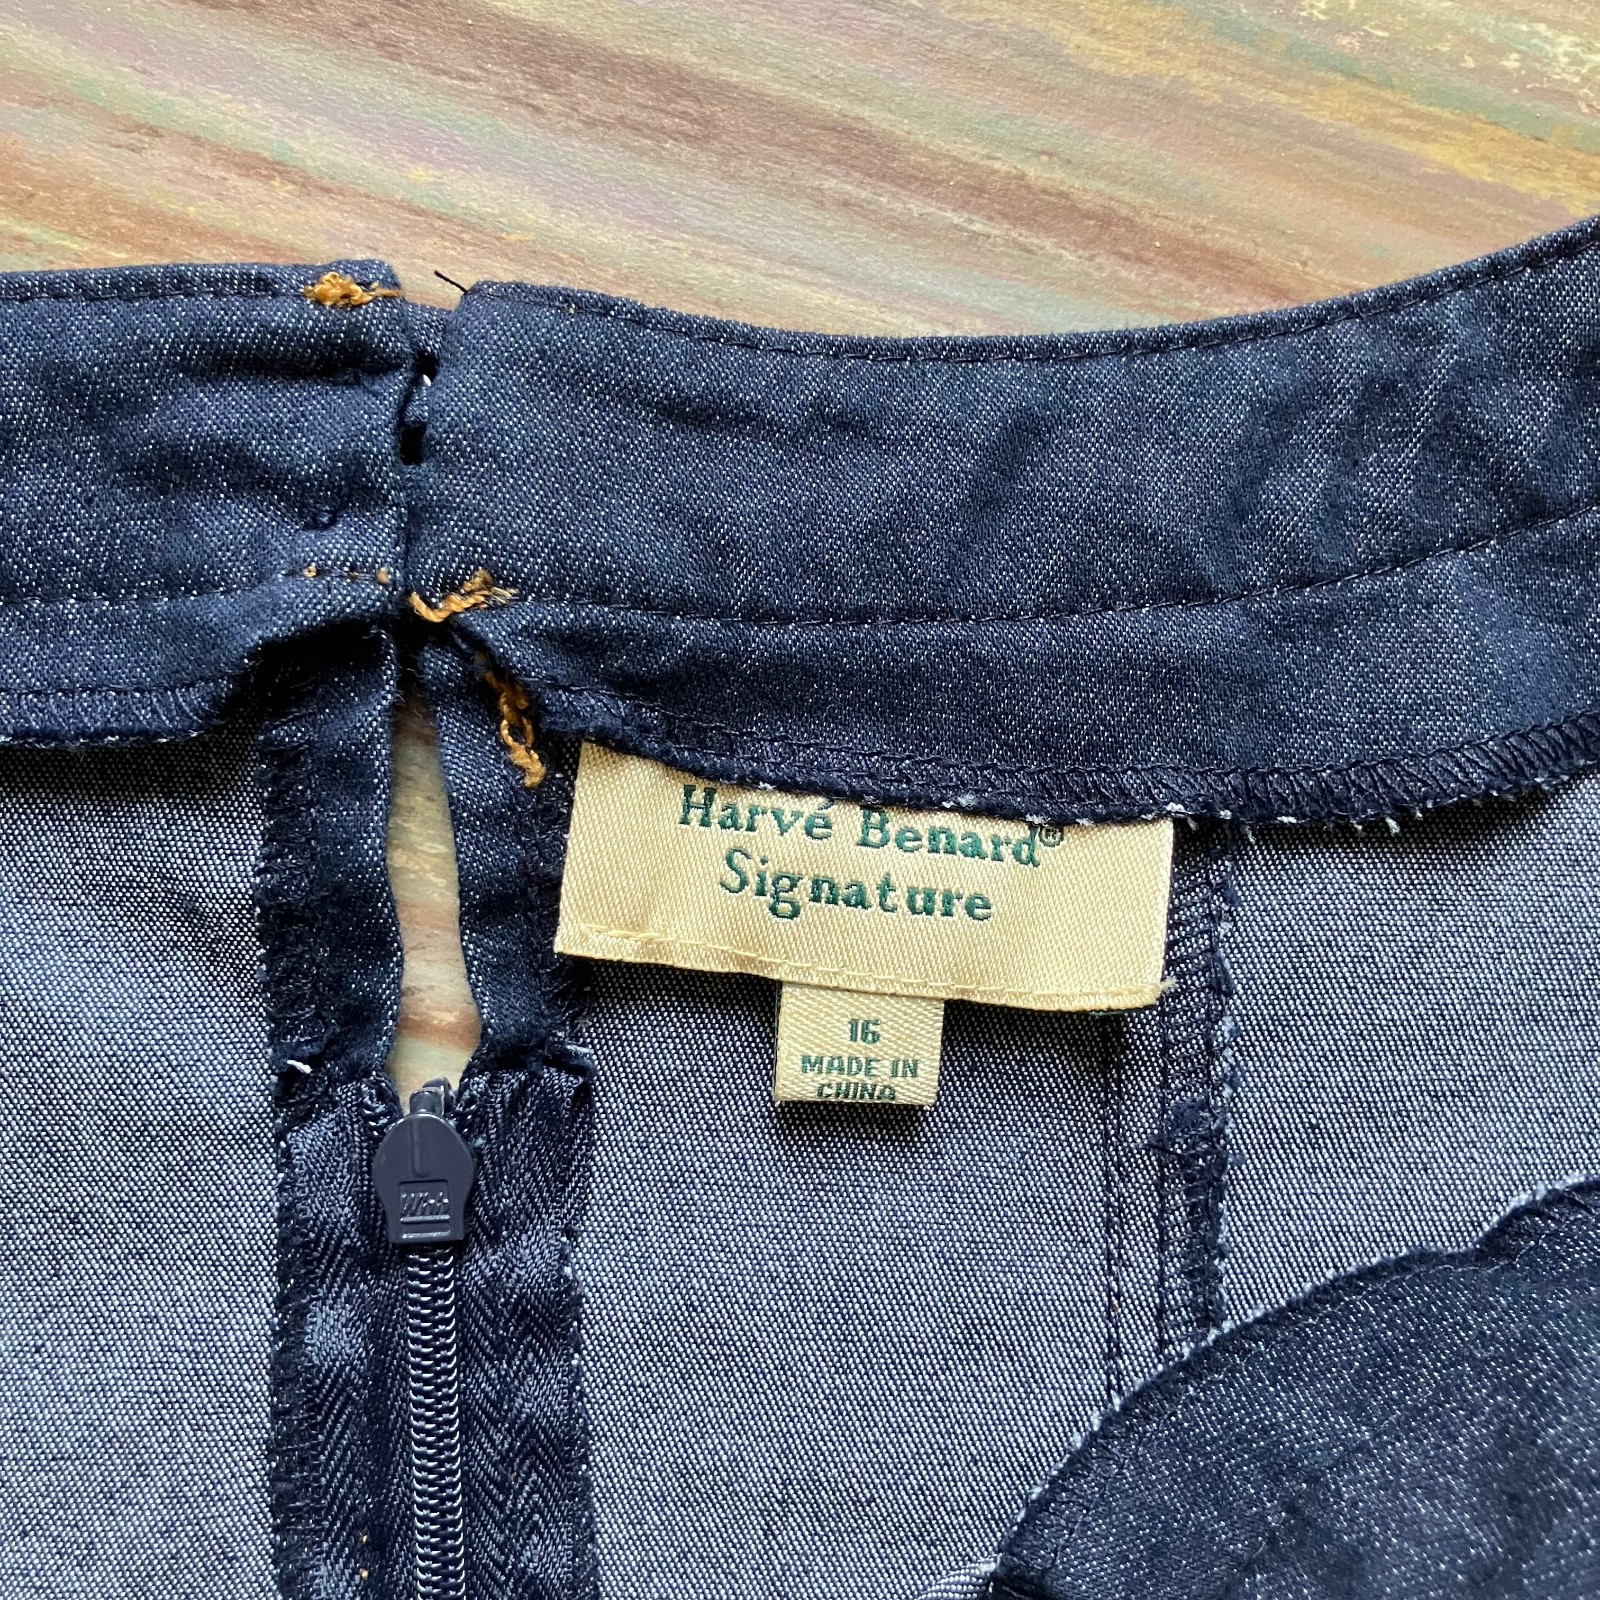 Harvé Benard®
Signature
16
MADE IN
CHINA